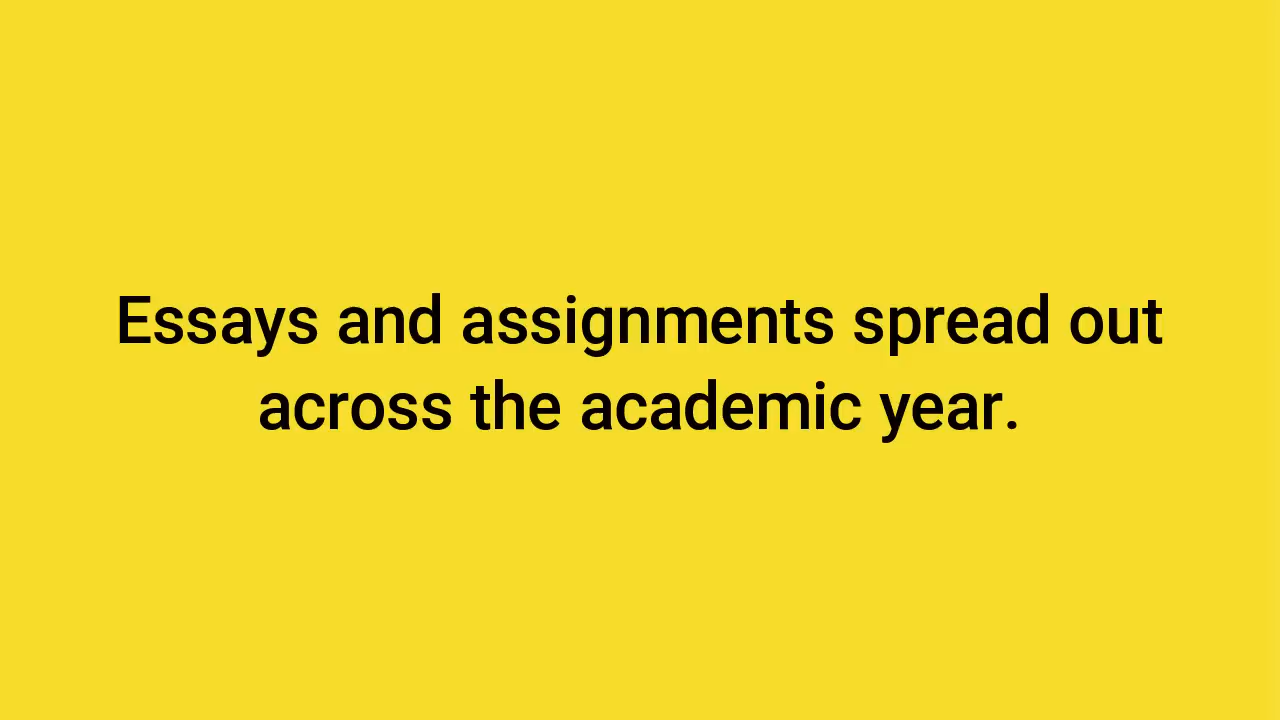 Essays and assignments spread out
across the academic year.